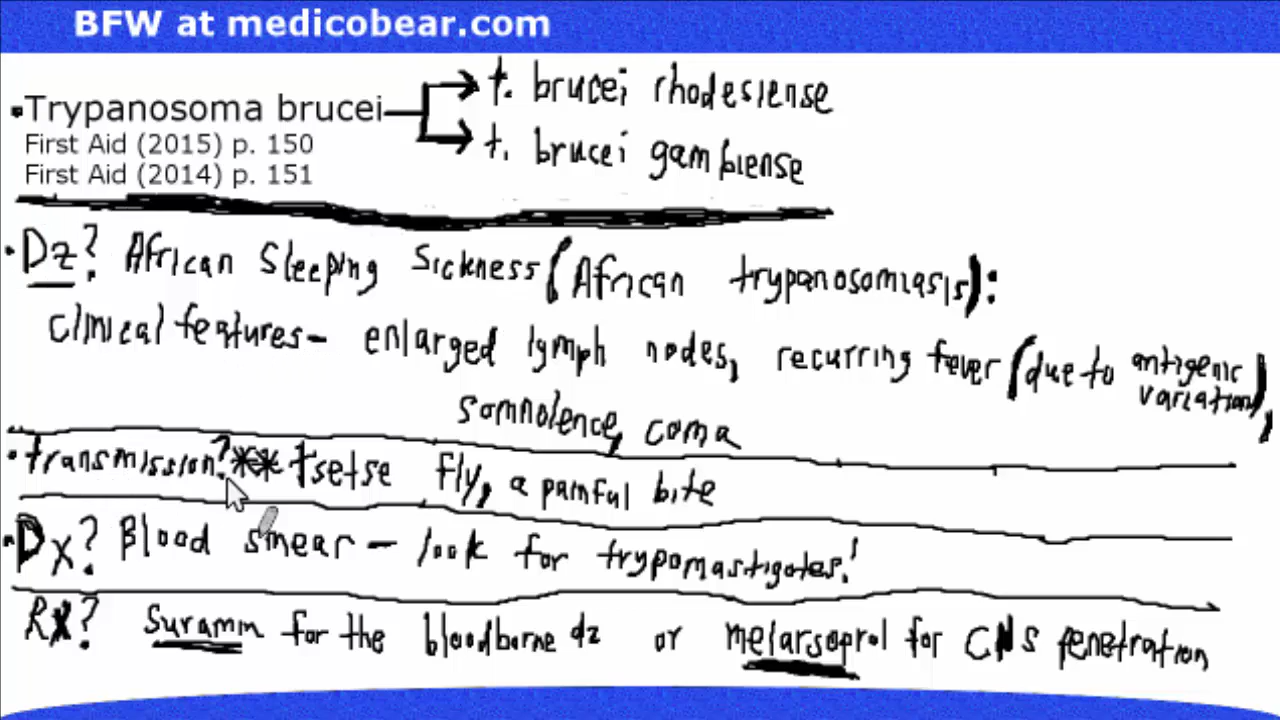 BFW at medicobear.com
•Trypanosoma brucei
t. brucei rhodesiense
t. brucei gambiense
First Aid (2015) p. 150
First Aid (2014) p. 151
• Dz? African Sleeping Sickness (African trypanosomiasis):
Clinical features- enlarged lymph nodes, recurring fever (due to antigenic variation),
somnolence, coma
• transmission? ** tsetse fly, a painful bite
• Dx? Blood smear - look for trypomastigotes!
Rx? Suramin for the bloodborne dz or melarsoprol for CNS penetration